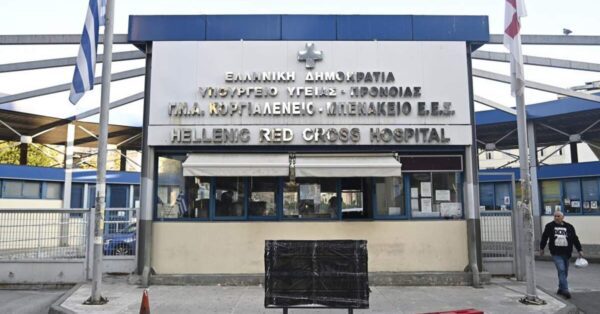 ΕΛΛΗΝΙΚΗ ΔΗΜΟΚΡΑΤΙΑ
ΥΠΟΥΡΓΕΙΟ ΥΓΕΙΑΣ - ΠΡΟΝΟΙΑΣ
Γ.Ν.Α. ΚΟΡΓΙΑΛΕΝΕΙΟ - ΜΠΕΝΑΚΕΙΟ Ε.Ε.Σ.
HELLENIC RED CROSS HOSPITAL